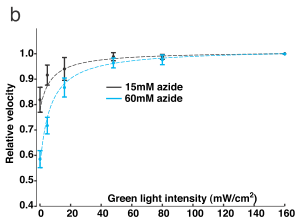 b
1.0
0.9
0.8
0.7
0.6
0.5
0.4
Relative velocity
15mM azide
60mM azide
Green light intensity (mW/cm²)
0 20 40 60 80 100 120 140 160